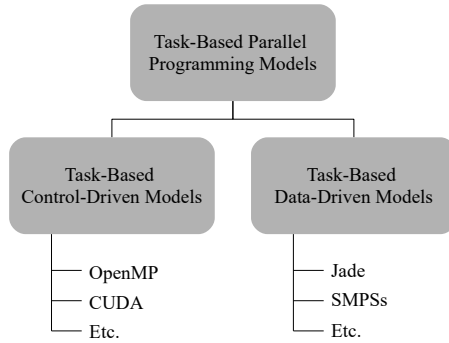 Task-Based Parallel
Programming Models
Task-Based
Control-Driven Models
Task-Based
Data-Driven Models
OpenMP
CUDA
Etc.
Jade
SMPSs
Etc.